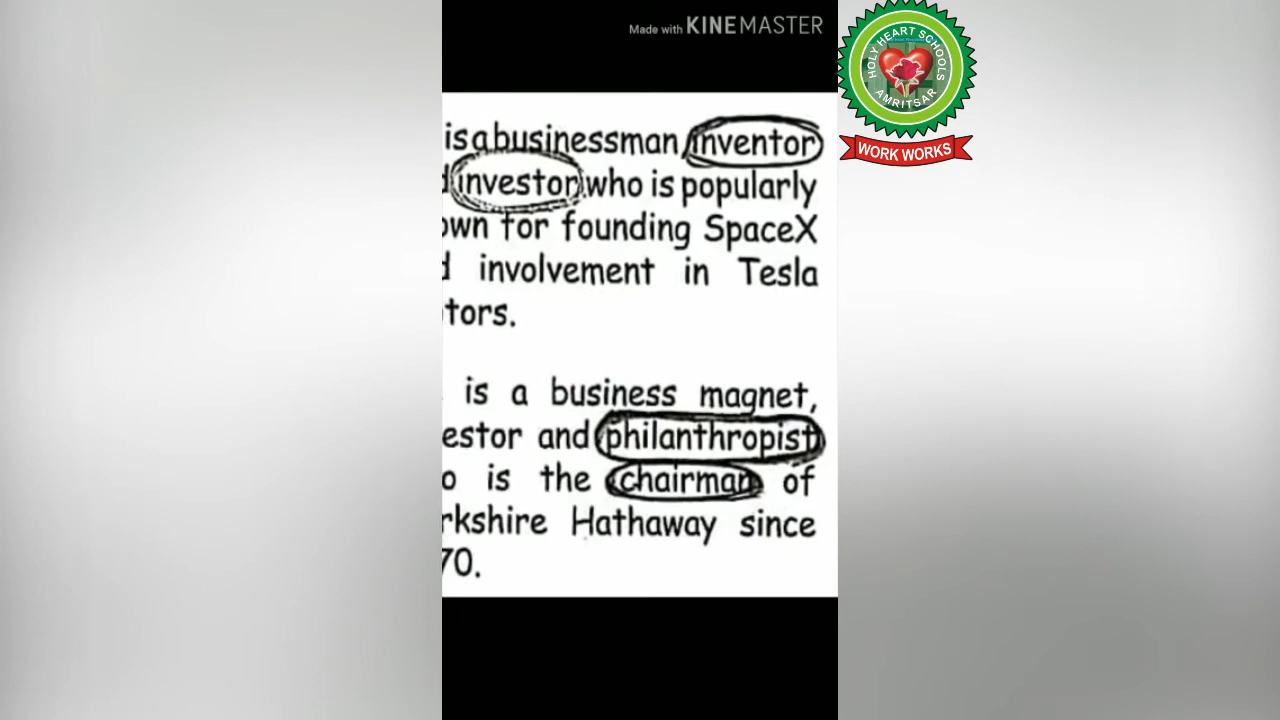 Made with KINEMASTER
HOLY HEART SCHOOLS
AMRITSAR
WORK WORKS
is a businessman inventor
investor who is popularly
own for founding SpaceX
involvement in Tesla
tors.
is a business magnet,
estor and philanthropist
o is the chairman of
rkshire Hathaway since
70.